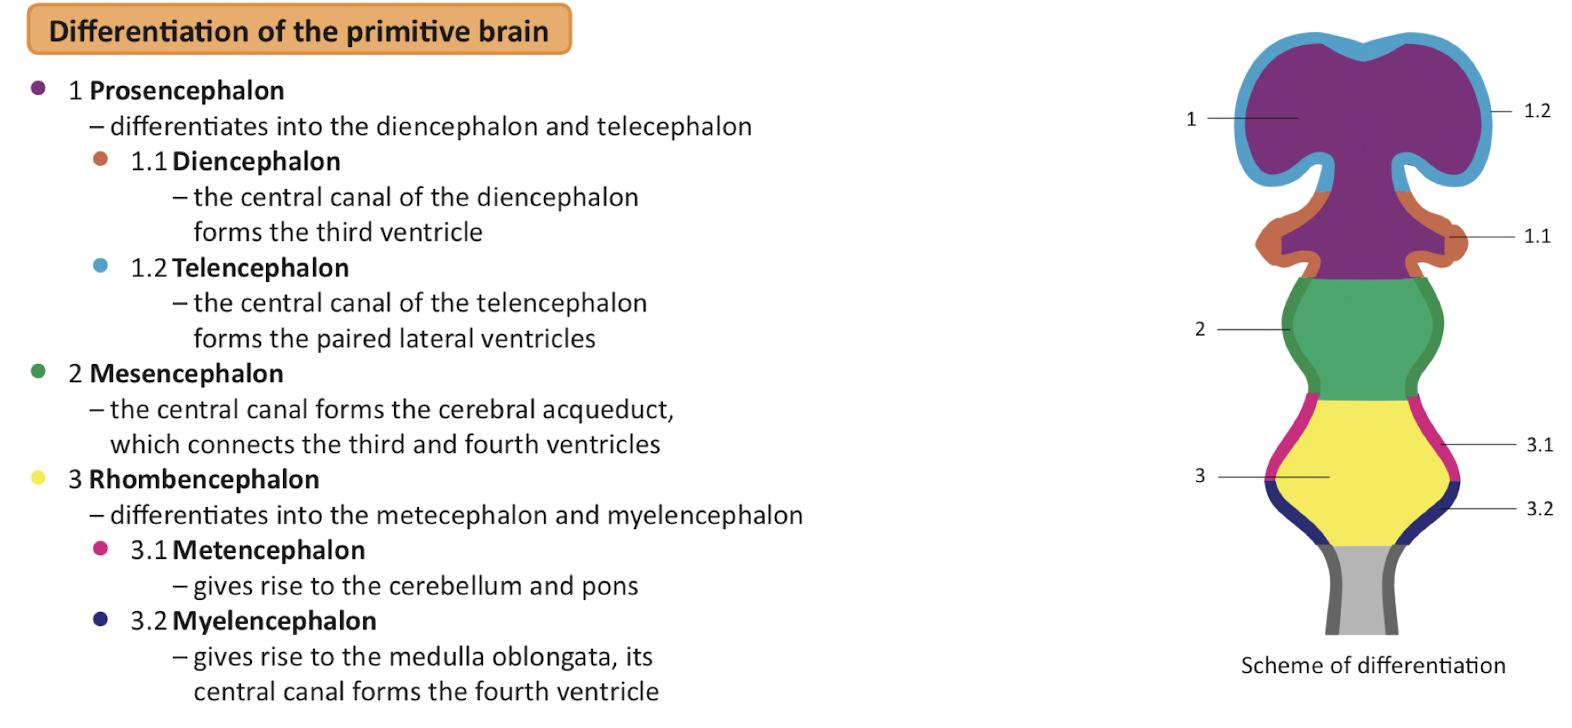 Differentiation of the primitive brain
1 Prosencephalon
– differentiates into the diencephalon and telecephalon
1.1 Diencephalon
– the central canal of the diencephalon
forms the third ventricle
1.2 Telencephalon
– the central canal of the telencephalon
forms the paired lateral ventricles
2 Mesencephalon
– the central canal forms the cerebral acqueduct,
which connects the third and fourth ventricles
3 Rhombencephalon
– differentiates into the metecephalon and myelencephalon
3.1 Metencephalon
– gives rise to the cerebellum and pons
3.2 Myelencephalon
– gives rise to the medulla oblongata, its
central canal forms the fourth ventricle
1
1.2
1.1
2
3.1
3
3.2
Scheme of differentiation